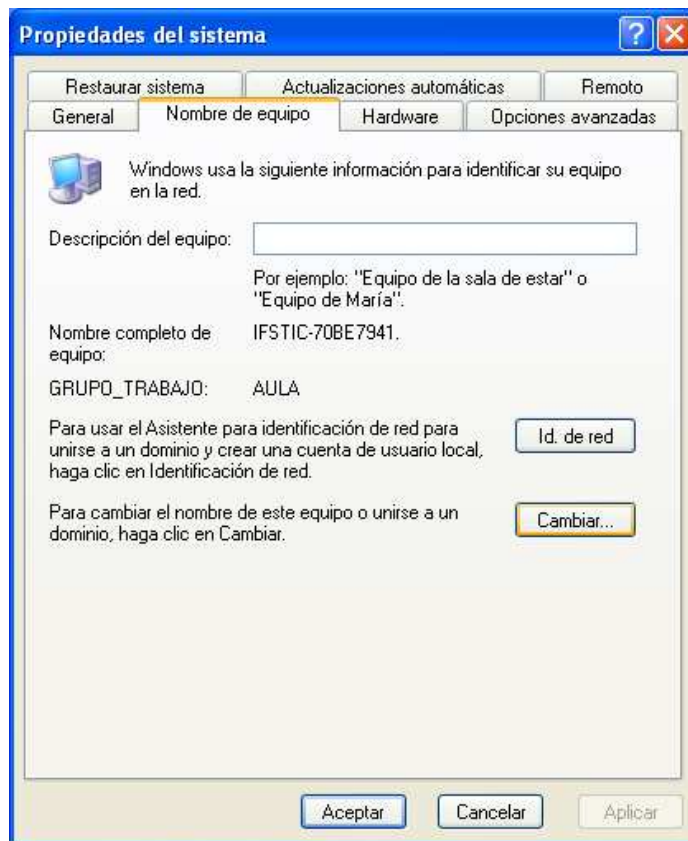 Propiedades del sistema
Restaurar sistema
Actualizaciones automáticas
Remoto
General
Nombre de equipo
Hardware
Opciones avanzadas
Windows usa la siguiente información para identificar su equipo
en la red.
Descripción del equipo:
Por ejemplo: "Equipo de la sala de estar" o
"Equipo de María".
Nombre completo de
equipo:
IFSTIC-70BE7941.
GRUPO_TRABAJO:
AULA
Para usar el Asistente para identificación de red para
unirse a un dominio y crear una cuenta de usuario local,
haga clic en Identificación de red.
Id. de red
Para cambiar el nombre de este equipo o unirse a un
dominio, haga clic en Cambiar.
Cambiar...
Aceptar
Cancelar
Aplicar